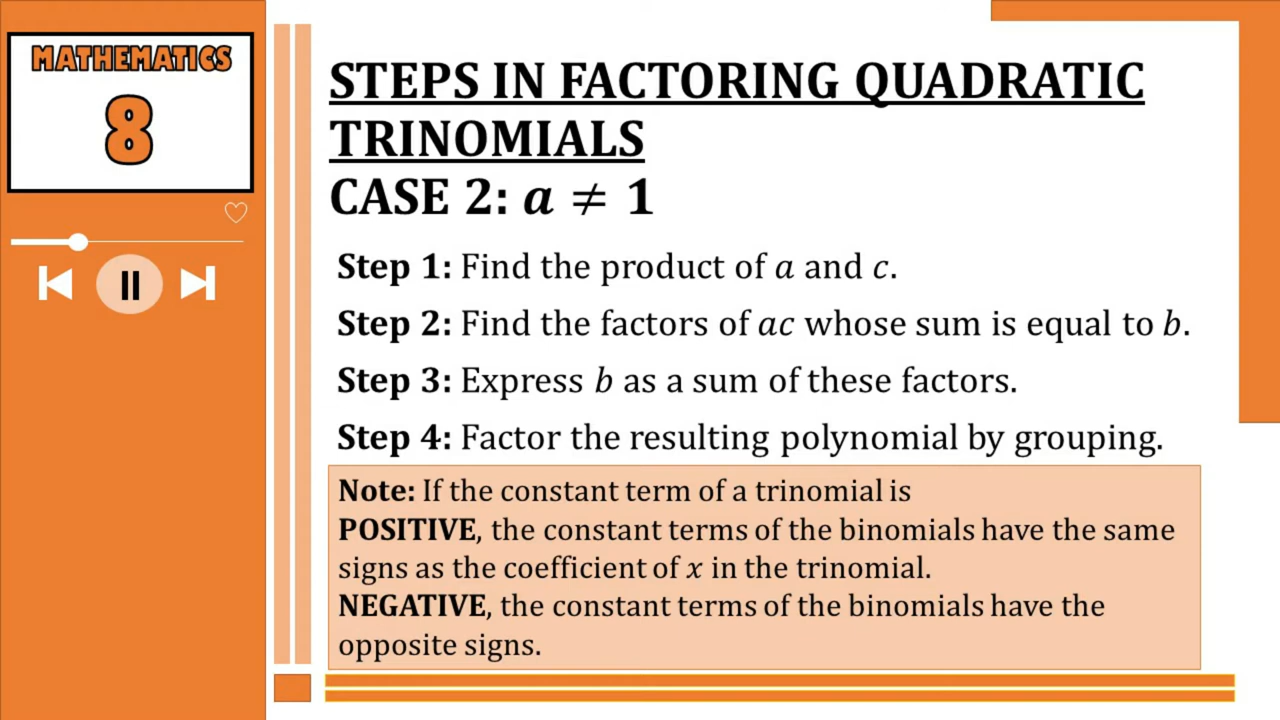 MATHEMATICS
8
STEPS IN FACTORING QUADRATIC
TRINOMIALS
CASE 2: a ≠ 1
Step 1: Find the product of a and c.
Step 2: Find the factors of ac whose sum is equal to b.
Step 3: Express b as a sum of these factors.
Step 4: Factor the resulting polynomial by grouping.
Note: If the constant term of a trinomial is
POSITIVE, the constant terms of the binomials have the same
signs as the coefficient of x in the trinomial.
NEGATIVE, the constant terms of the binomials have the
opposite signs.